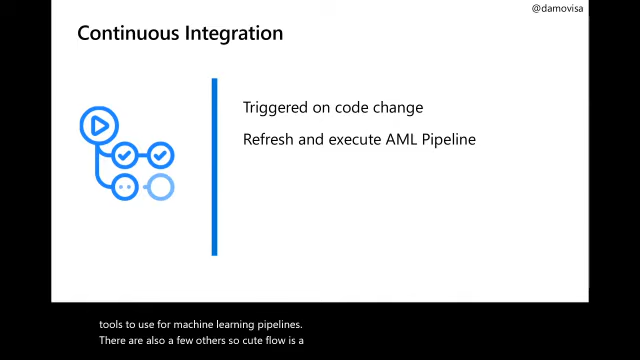 @damovisa
Continuous Integration
Triggered on code change
Refresh and execute AML Pipeline
tools to use for machine learning pipelines.
There are also a few others so cute flow is a